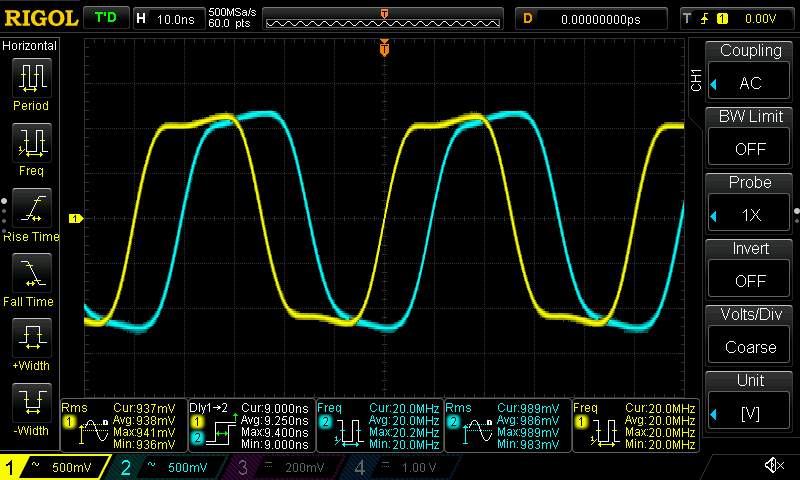 RIGOL T'D H 10.0ns 500MSa/s D 0.00000000ps T 1 0.00V
60.0 pts
T
T
Horizontal
Period
Freq
Rise Time
Fall Time
+Width
-Width
1
CH1
Coupling
AC
BW Limit
OFF
Probe
1X
Invert
OFF
Volts/Div
Coarse
Unit
[V]
Rms
1
Cur:937mV
Avg:938mV
Max:941mV
Min:936mV
Dly1→2
1
2
Cur:9.000ns
Avg:9.250ns
Max:9.400ns
Min:9.000ns
Freq
2
Cur:20.0MHz
Avg:20.0MHz
Max:20.2MHz
Min:20.0MHz
Rms
2
Cur:989mV
Avg:986mV
Max:989mV
Min:983mV
Freq
1
Cur:20.0MHz
Avg:20.0MHz
Max:20.0MHz
Min:20.0MHz
1 ~ 500mV 2 ~ 500mV 3 = 200mV 4 = 1.00 V